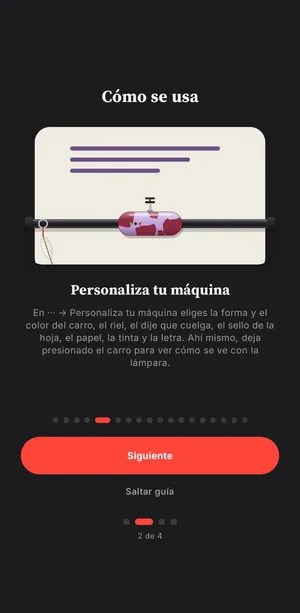 Cómo se usa
Personaliza tu máquina
En ··· → Personaliza tu máquina eliges la forma y el
color del carro, el riel, el dije que cuelga, el sello de la
hoja, el papel, la tinta y la letra. Ahí mismo, deja
presionado el carro para ver cómo se ve con la
lámpara.
Siguiente
Saltar guía
2 de 4